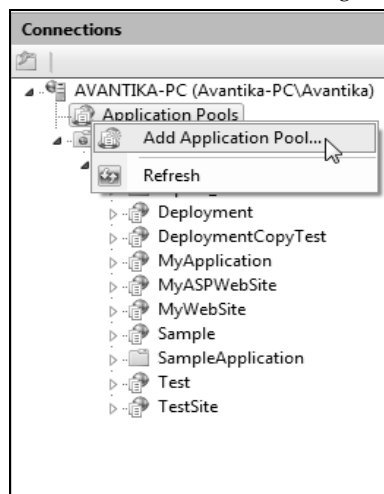 Connections
AVANTIKA-PC (Avantika-PC\Avantika)
Application Pools
Add Application Pool...
Refresh
Deployment
DeploymentCopyTest
MyApplication
MyASPWebSite
MyWebSite
Sample
SampleApplication
Test
TestSite